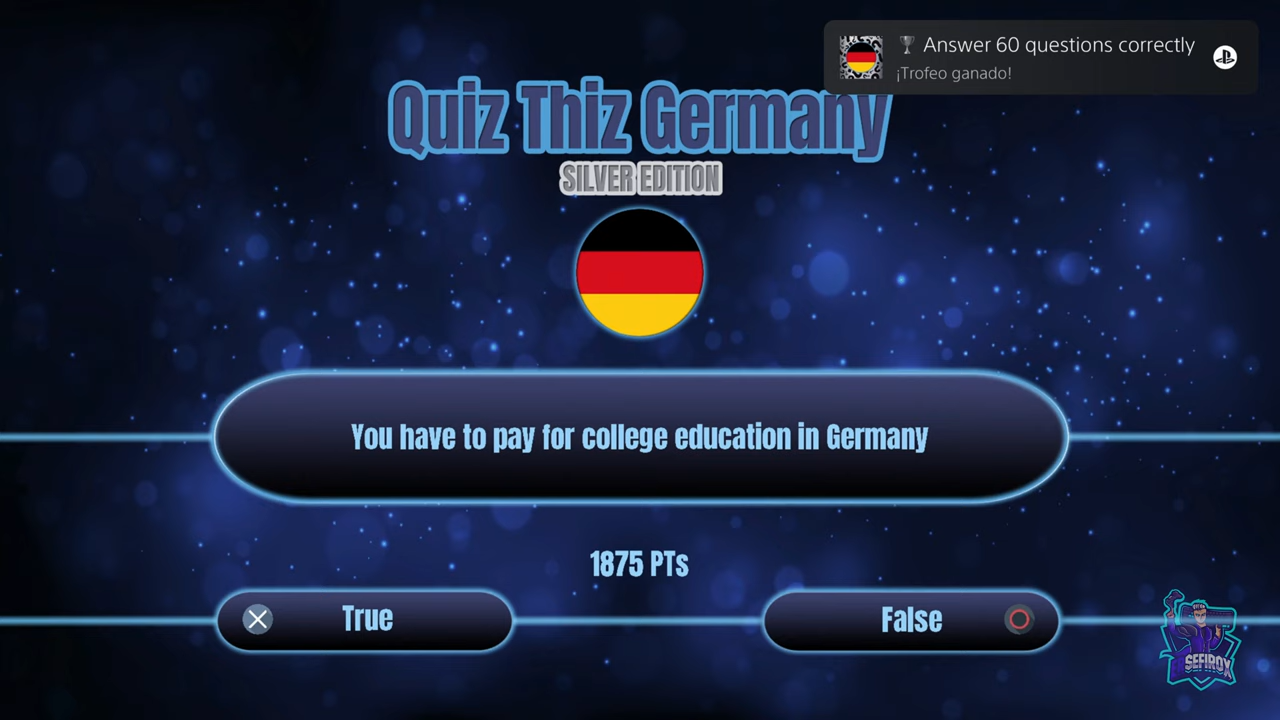 Answer 60 questions correctly
¡Trofeo ganado!
Quiz Thiz Germany
SILVER EDITION
You have to pay for college education in Germany
1875 PTs
True
False
SEFIROX